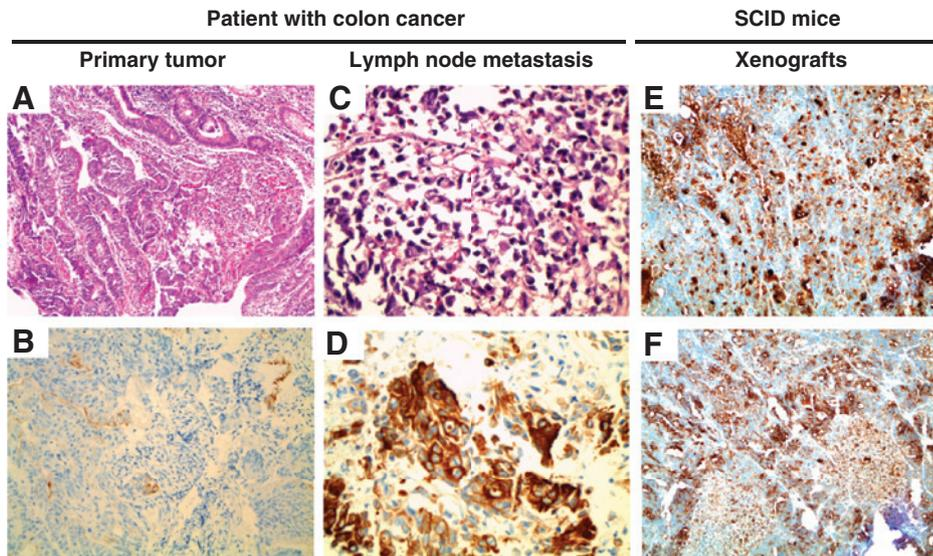 Patient with colon cancer
SCID mice
Primary tumor
Lymph node metastasis
Xenografts
A
C
E
B
D
F